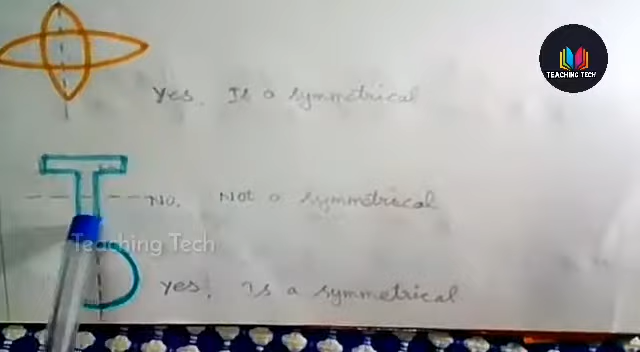 TEACHING TECH
Yes. Is a symmetrical
No. Not a symmetrical
Teaching Tech
Yes, Is a symmetrical